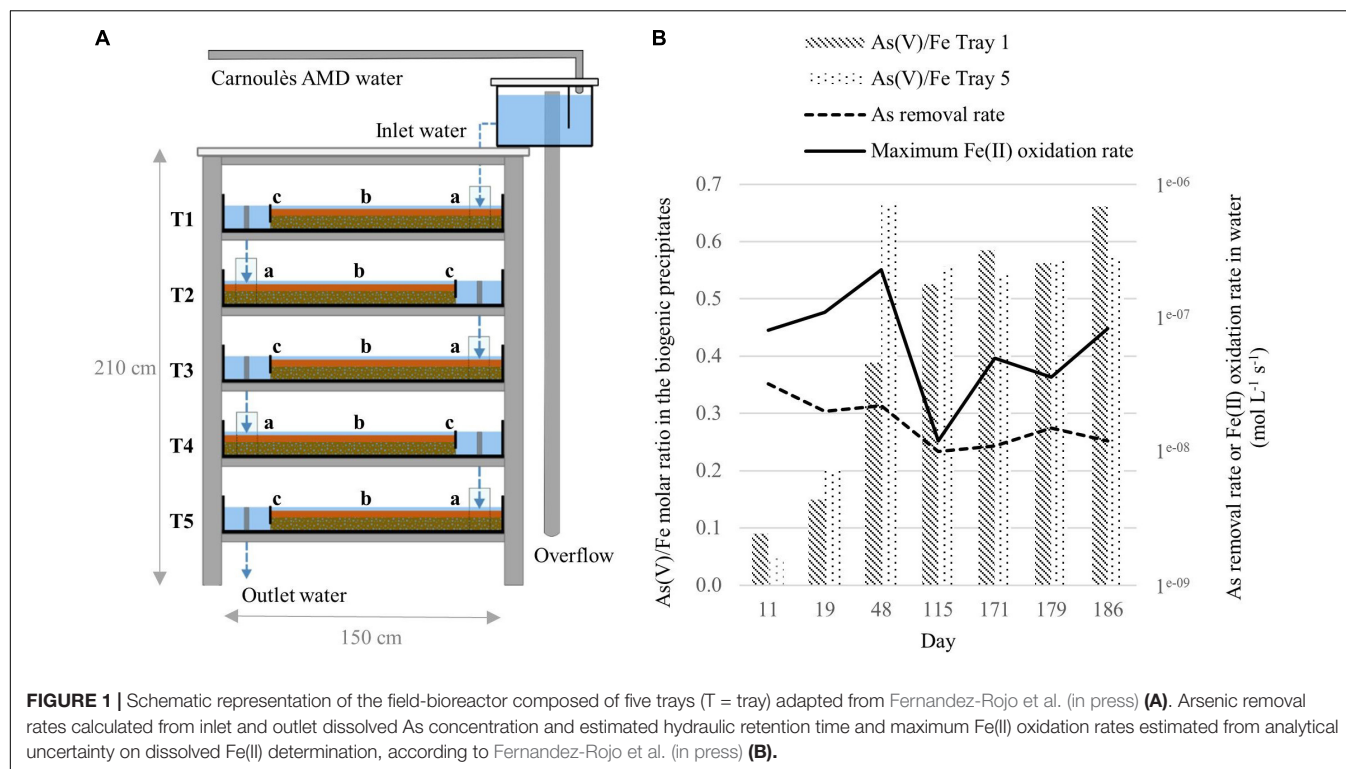 A
Carnoulès AMD water
Inlet water
c b a
T1
a b c
T2
c b a
T3
210 cm
a b c
T4
c b a
T5
Overflow
Outlet water
150 cm
B
As(V)/Fe Tray 1
As(V)/Fe Tray 5
As removal rate
Maximum Fe(II) oxidation rate
As(V)/Fe molar ratio in the biogenic precipitates
0.7
0.6
0.5
0.4
0.3
0.2
0.1
0.0
1e-06
1e-07
1e-08
1e-09
As removal rate or Fe(II) oxidation rate in water
(mol L-1 s-1)
11 19 48 115 171 179 186
Day
FIGURE 1 | Schematic representation of the field-bioreactor composed of five trays (T = tray) adapted from Fernandez-Rojo et al. (in press) (A). Arsenic removal
rates calculated from inlet and outlet dissolved As concentration and estimated hydraulic retention time and maximum Fe(II) oxidation rates estimated from analytical
uncertainty on dissolved Fe(II) determination, according to Fernandez-Rojo et al. (in press) (B).